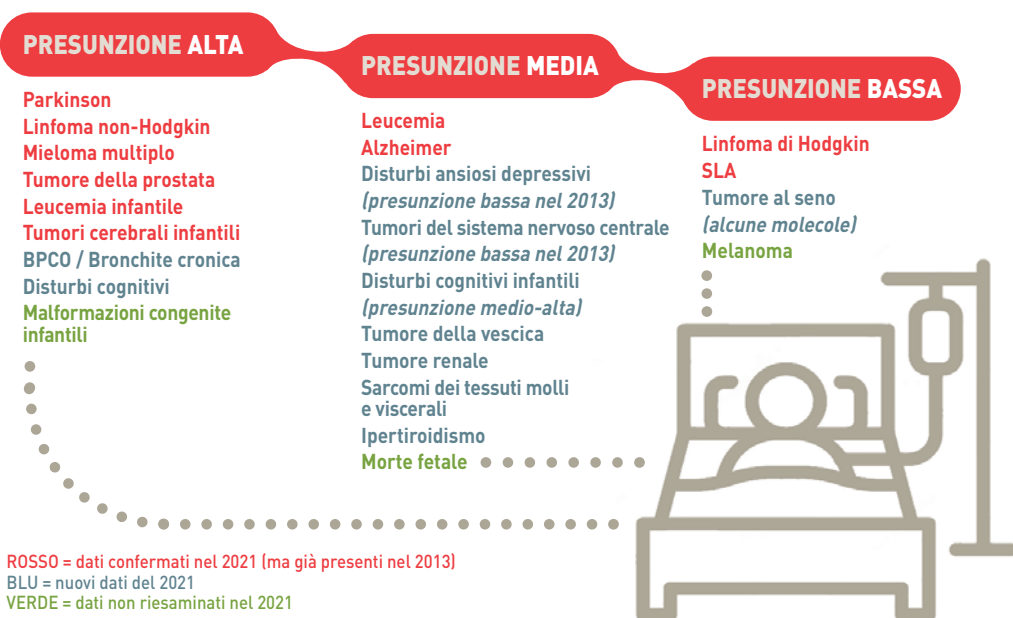 PRESUNZIONE ALTA
Parkinson
Linfoma non-Hodgkin
Mieloma multiplo
Tumore della prostata
Leucemia infantile
Tumori cerebrali infantili
BPCO / Bronchite cronica
Disturbi cognitivi
Malformazioni congenite
infantili
PRESUNZIONE MEDIA
Leucemia
Alzheimer
Disturbi ansiosi depressivi
(presunzione bassa nel 2013)
Tumori del sistema nervoso centrale
(presunzione bassa nel 2013)
Disturbi cognitivi infantili
(presunzione medio-alta)
Tumore della vescica
Tumore renale
Sarcomi dei tessuti molli
e viscerali
Ipertiroidismo
Morte fetale
PRESUNZIONE BASSA
Linfoma di Hodgkin
SLA
Tumore al seno
(alcune molecole)
Melanoma
ROSSO = dati confermati nel 2021 (ma già presenti nel 2013)
BLU = nuovi dati del 2021
VERDE = dati non riesaminati nel 2021